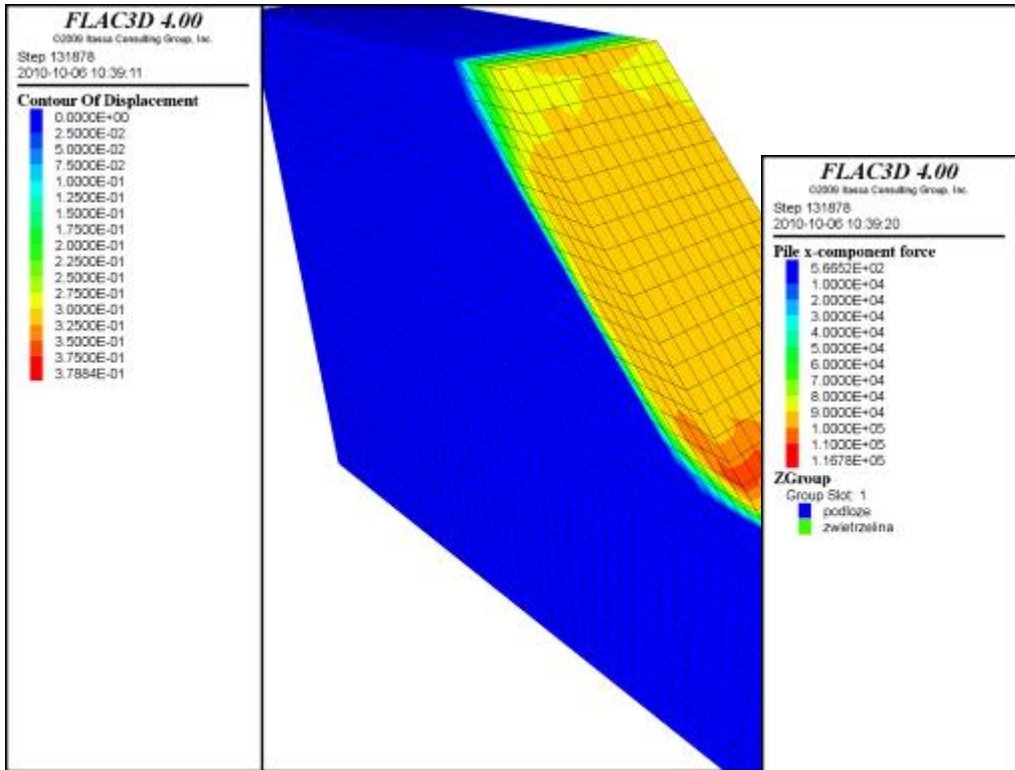 FLAC3D 4.00
©2009 Itasca Consulting Group, Inc.
Step 131878
2010-10-06 10:39:11
Contour Of Displacement
0.0000E+00
2.5000E-02
5.0000E-02
7.5000E-02
1.0000E-01
1.2500E-01
1.5000E-01
1.7500E-01
2.0000E-01
2.2500E-01
2.5000E-01
2.7500E-01
3.0000E-01
3.2500E-01
3.5000E-01
3.7500E-01
3.7884E-01
FLAC3D 4.00
©2009 Itasca Consulting Group, Inc.
Step 131878
2010-10-06 10:39:20
Pile x-component force
5.6652E+02
1.0000E+04
2.0000E+04
3.0000E+04
4.0000E+04
5.0000E+04
6.0000E+04
7.0000E+04
8.0000E+04
9.0000E+04
1.0000E+05
1.1000E+05
1.1678E+05
ZGroup
Group Slot: 1
podloze
zwietrzelina